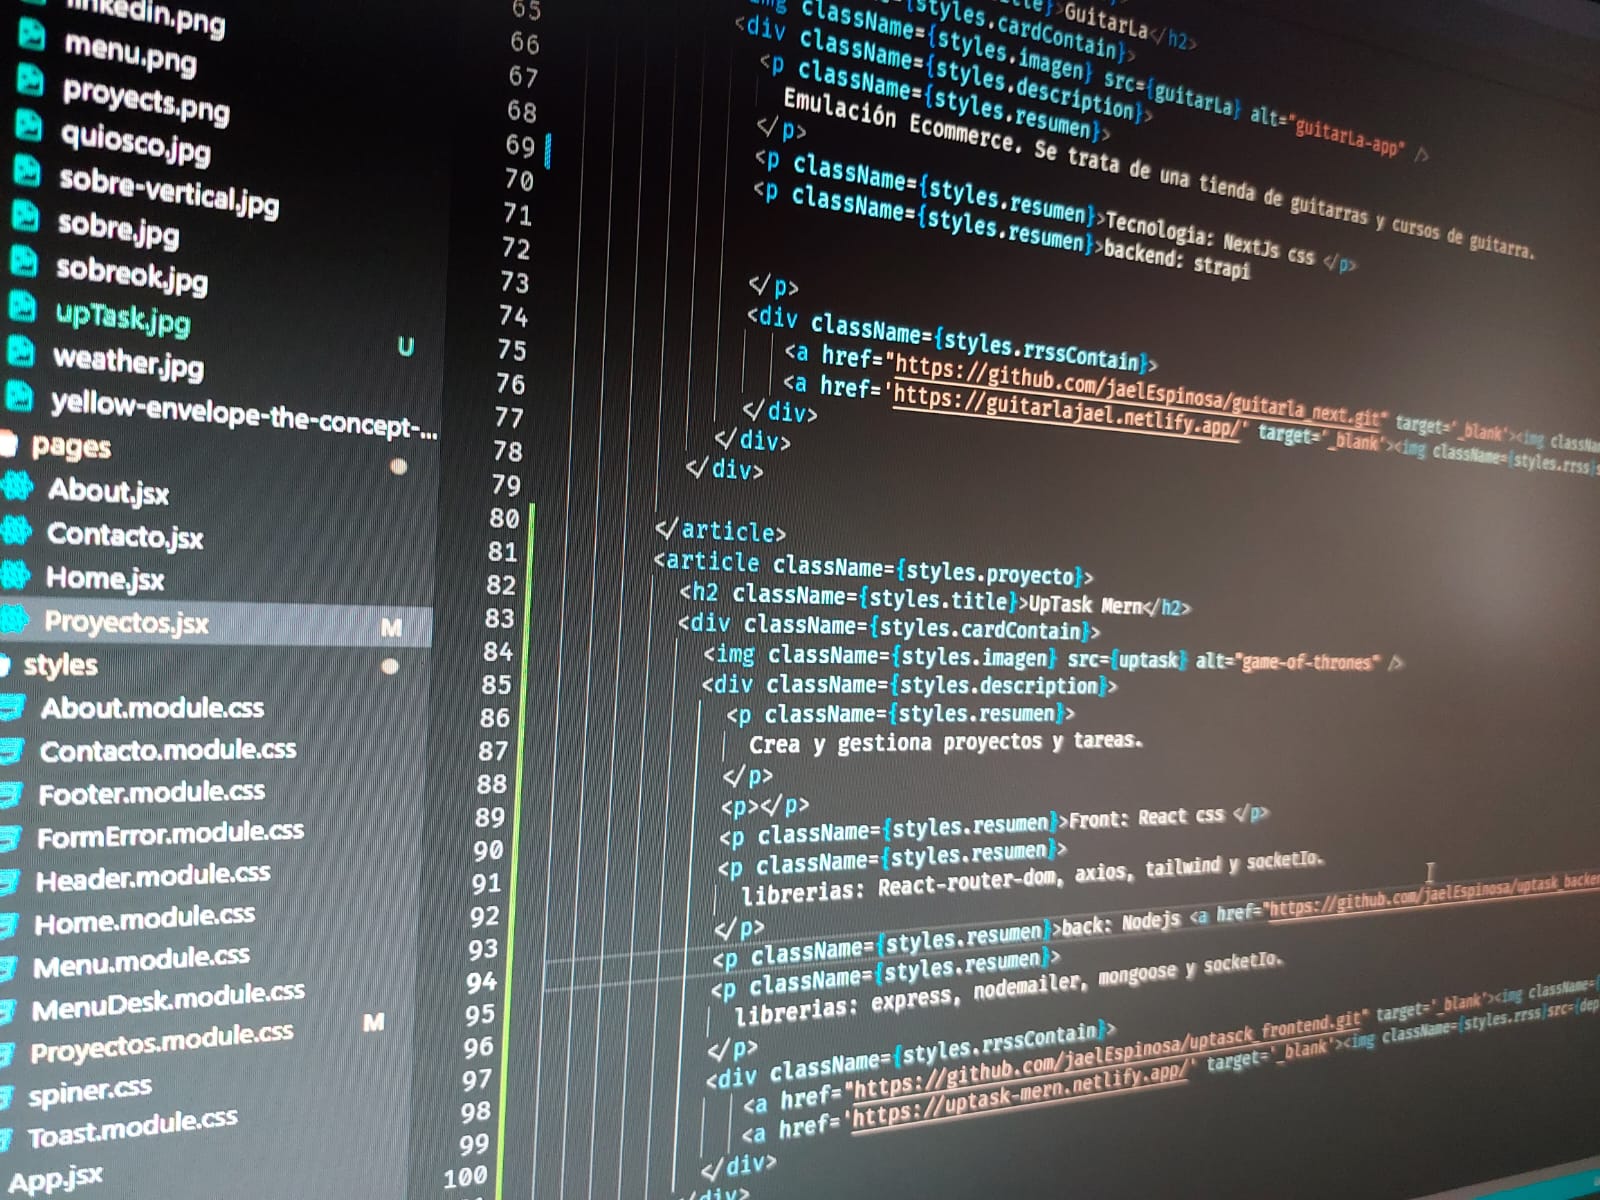 linkedin.png
menu.png
proyects.png
quiosco.jpg
sobre-vertical.jpg
sobre.jpg
sobreok.jpg
upTask.jpg U
weather.jpg
yellow-envelope-the-concept-...
pages
About.jsx
Contacto.jsx
Home.jsx
Proyectos.jsx M
styles
About.module.css
Contacto.module.css
Footer.module.css
FormError.module.css
Header.module.css
Home.module.css
Menu.module.css
MenuDesk.module.css
Proyectos.module.css M
spiner.css
Toast.module.css
App.jsx
65
66
67
68
69
70
71
72
73
74
75
76
77
78
79
80
81
82
83
84
85
86
87
88
89
90
91
92
93
94
95
96
97
98
99
100
>GuitarLa</h2>
className={styles.cardContain}>
<div className={styles.imagen} src={guitarLa} alt="guitarLa-app" />
className={styles.description}>
<p className={styles.resumen}>
Emulación Ecommerce. Se trata de una tienda de guitarras y cursos de guitarra.
</p>
<p className={styles.resumen}>Tecnologia: NextJs css </p>
<p className={styles.resumen}>backend: strapi
</p>
<div className={styles.rrssContain}>
<a href="https://github.com/jaelEspinosa/guitarla_next.git" target='_blank'><img
<a href='https://guitarlajael.netlify.app/' target='_blank'><img className={styles.rrss}
</div>
</div>
</div>
</article>
<article className={styles.proyecto}>
<h2 className={styles.title}>UpTask Mern</h2>
<div className={styles.cardContain}>
<img className={styles.imagen} src={uptask} alt="game-of-thrones" />
<div className={styles.description}>
<p className={styles.resumen}>
Crea y gestiona proyectos y tareas.
</p>
<p></p>
<p className={styles.resumen}>Front: React css </p>
<p className={styles.resumen}>
librerias: React-router-dom, axios, tailwind y socketIo.
</p>
<p className={styles.resumen}>back: Nodejs <a href="https://github.com/jaelEspinosa/uptask_backen
<p className={styles.resumen}>
librerias: express, nodemailer, mongoose y socketIo.
</p>
<div className={styles.rrssContain}>
<a href="https://github.com/jaelEspinosa/uptasck_frontend.git" target='_blank'><img className={
<a href='https://uptask-mern.netlify.app/' target='_blank'><img className={styles.rrss}src={dep
</div>
</div>